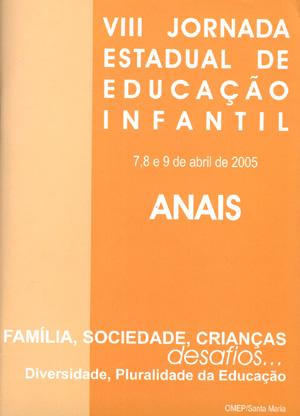 VIII JORNADA
ESTADUAL DE
EDUCAÇÃO
INFANTIL
7,8 e 9 de abril de 2005
ANAIS
FAMÍLIA, SOCIEDADE, CRIANÇAS
desafios...
Diversidade, Pluralidade da Educação
OMEP/Santa Maria